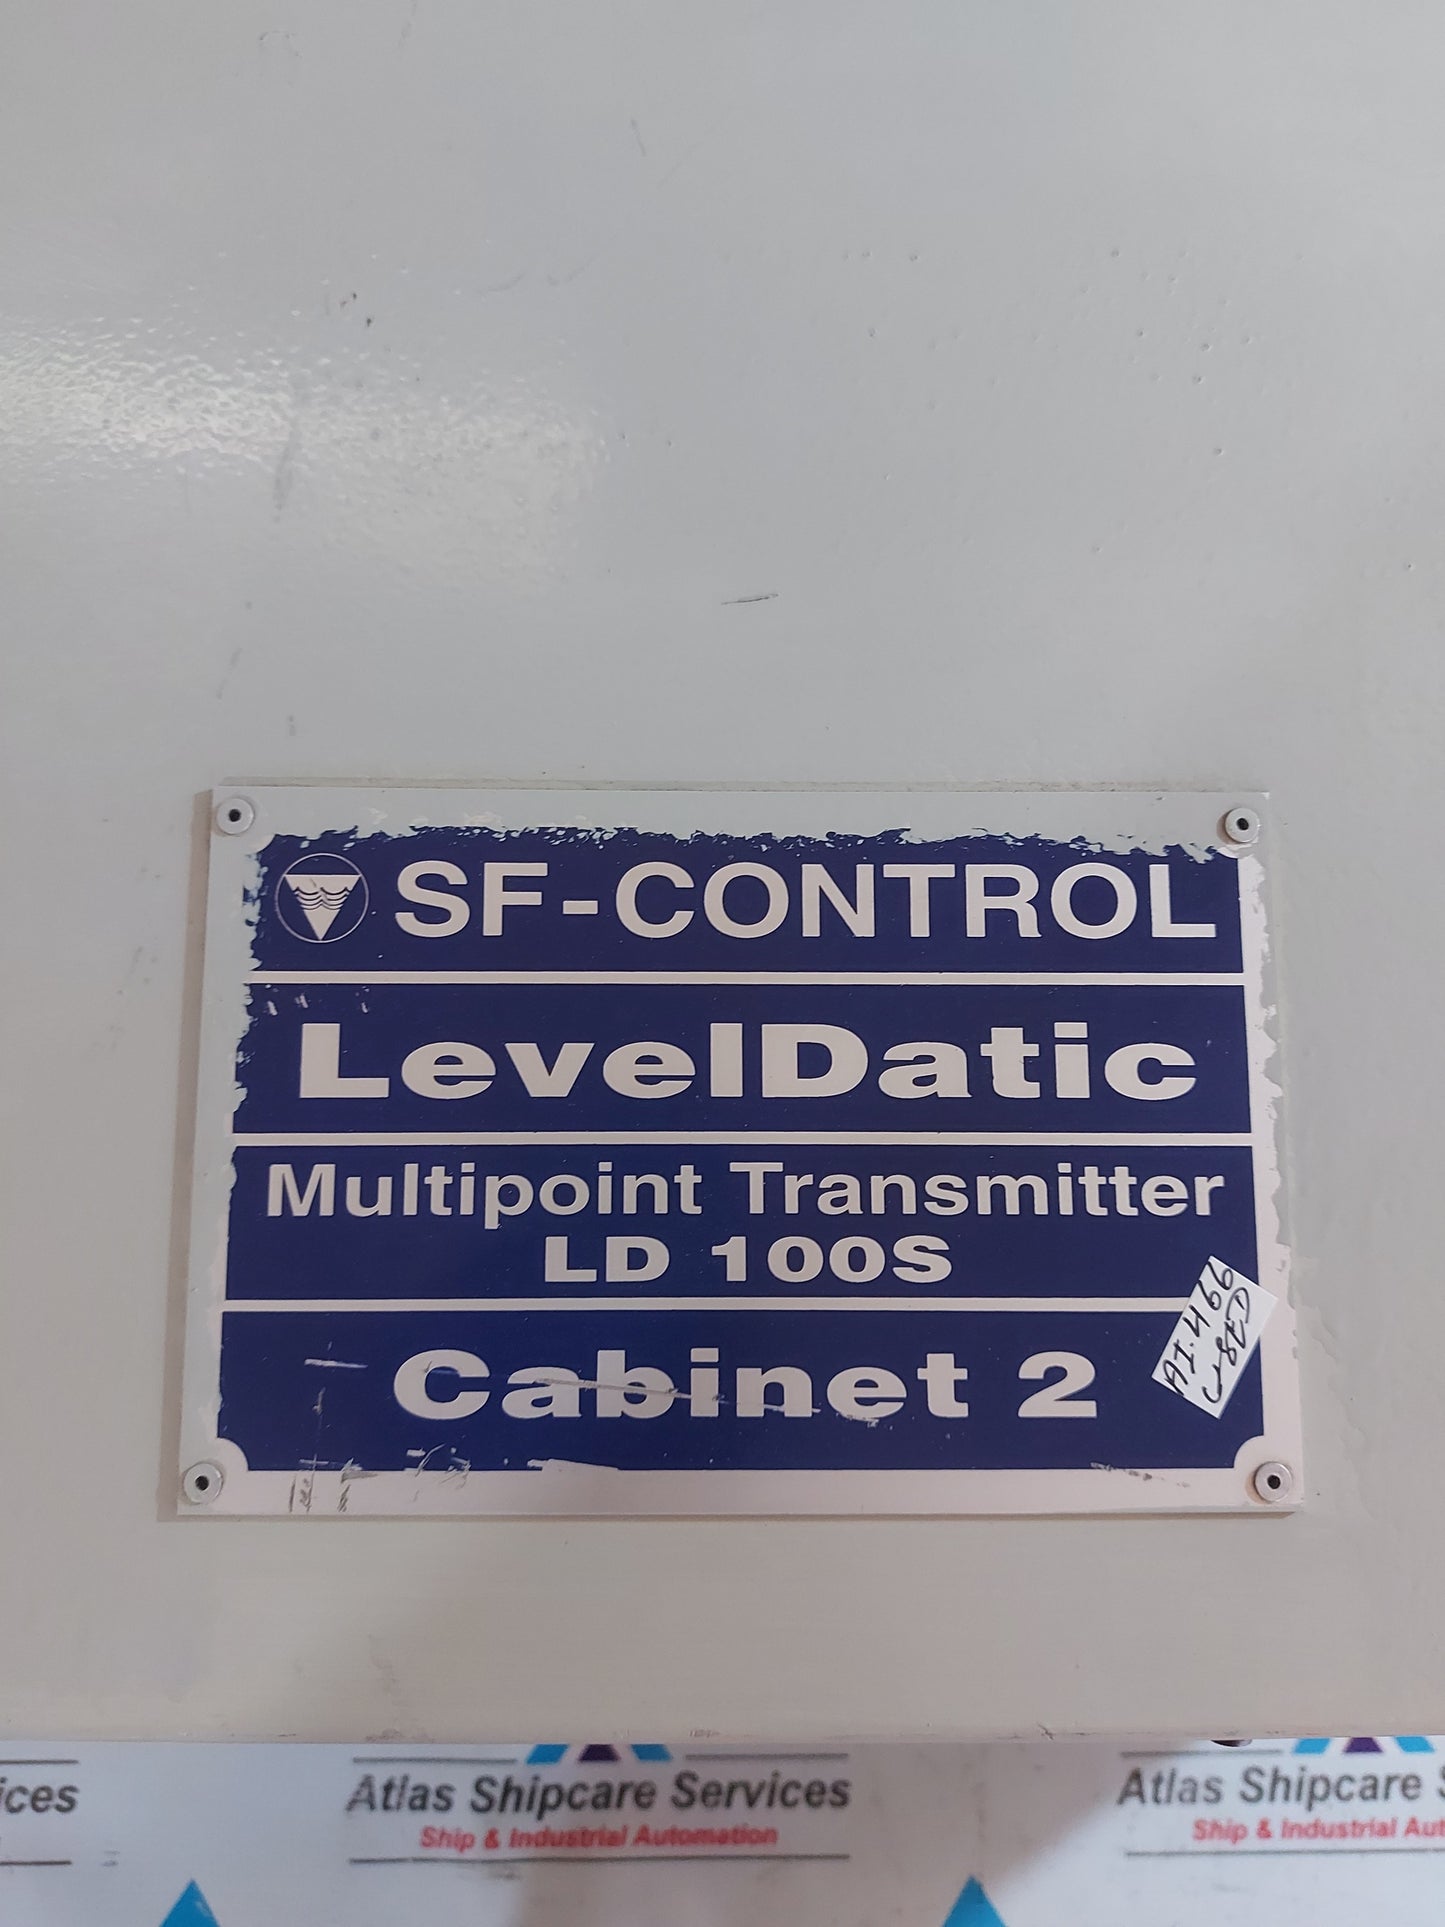 SF-CONTROL
LevelDatic
Multipoint Transmitter
LD 100S
Cabinet 2
AI.466
USED
ices
Atlas Shipcare Services
Ship & Industrial Automation
Atlas Shipcare S
Ship & Industrial Aut